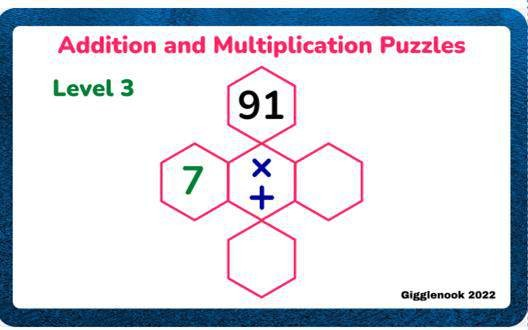 Addition and Multiplication Puzzles
Level 3
91
7
×
+
Gigglenook 2022